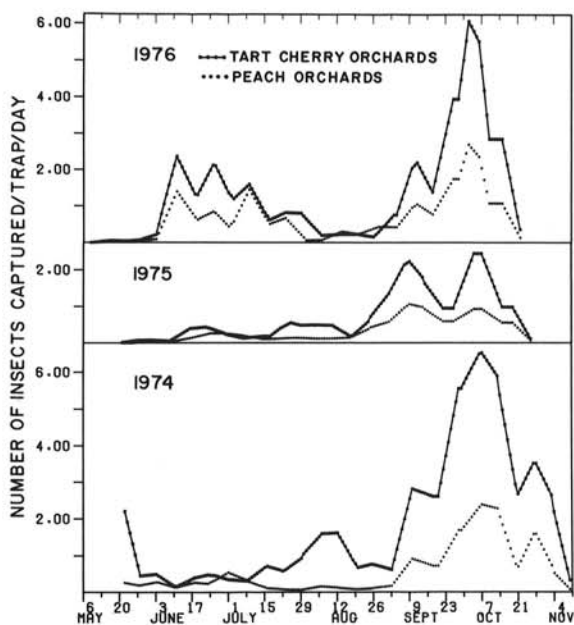 NUMBER OF INSECTS CAPTURED/TRAP/DAY
6.00
1976
TART CHERRY ORCHARDS
PEACH ORCHARDS
4.00
2.00
1975
2.00
1974
6.00
4.00
2.00
6 20 3 17 1 15 29 12 26 9 23 7 21 4
MAY JUNE JULY AUG SEPT OCT NOV